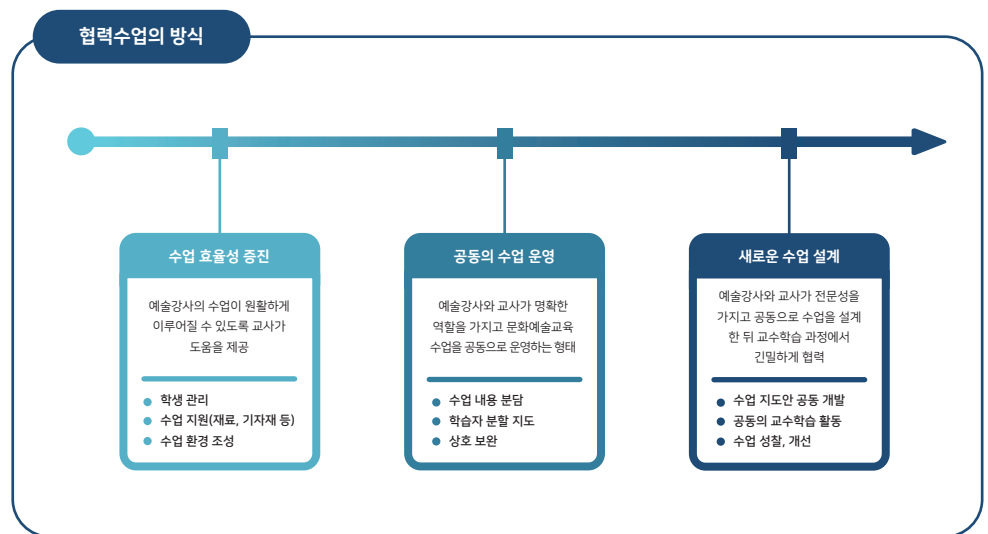 협력수업의 방식
수업 효율성 증진
예술강사의 수업이 원활하게
이루어질 수 있도록 교사가
도움을 제공
학생 관리
수업 지원(재료, 기자재 등)
수업 환경 조성
공동의 수업 운영
예술강사와 교사가 명확한
역할을 가지고 문화예술교육
수업을 공동으로 운영하는 형태
수업 내용 분담
학습자 분할 지도
상호 보완
새로운 수업 설계
예술강사와 교사가 전문성을
가지고 공동으로 수업을 설계
한 뒤 교수학습 과정에서
긴밀하게 협력
수업 지도안 공동 개발
공동의 교수학습 활동
수업 성찰, 개선